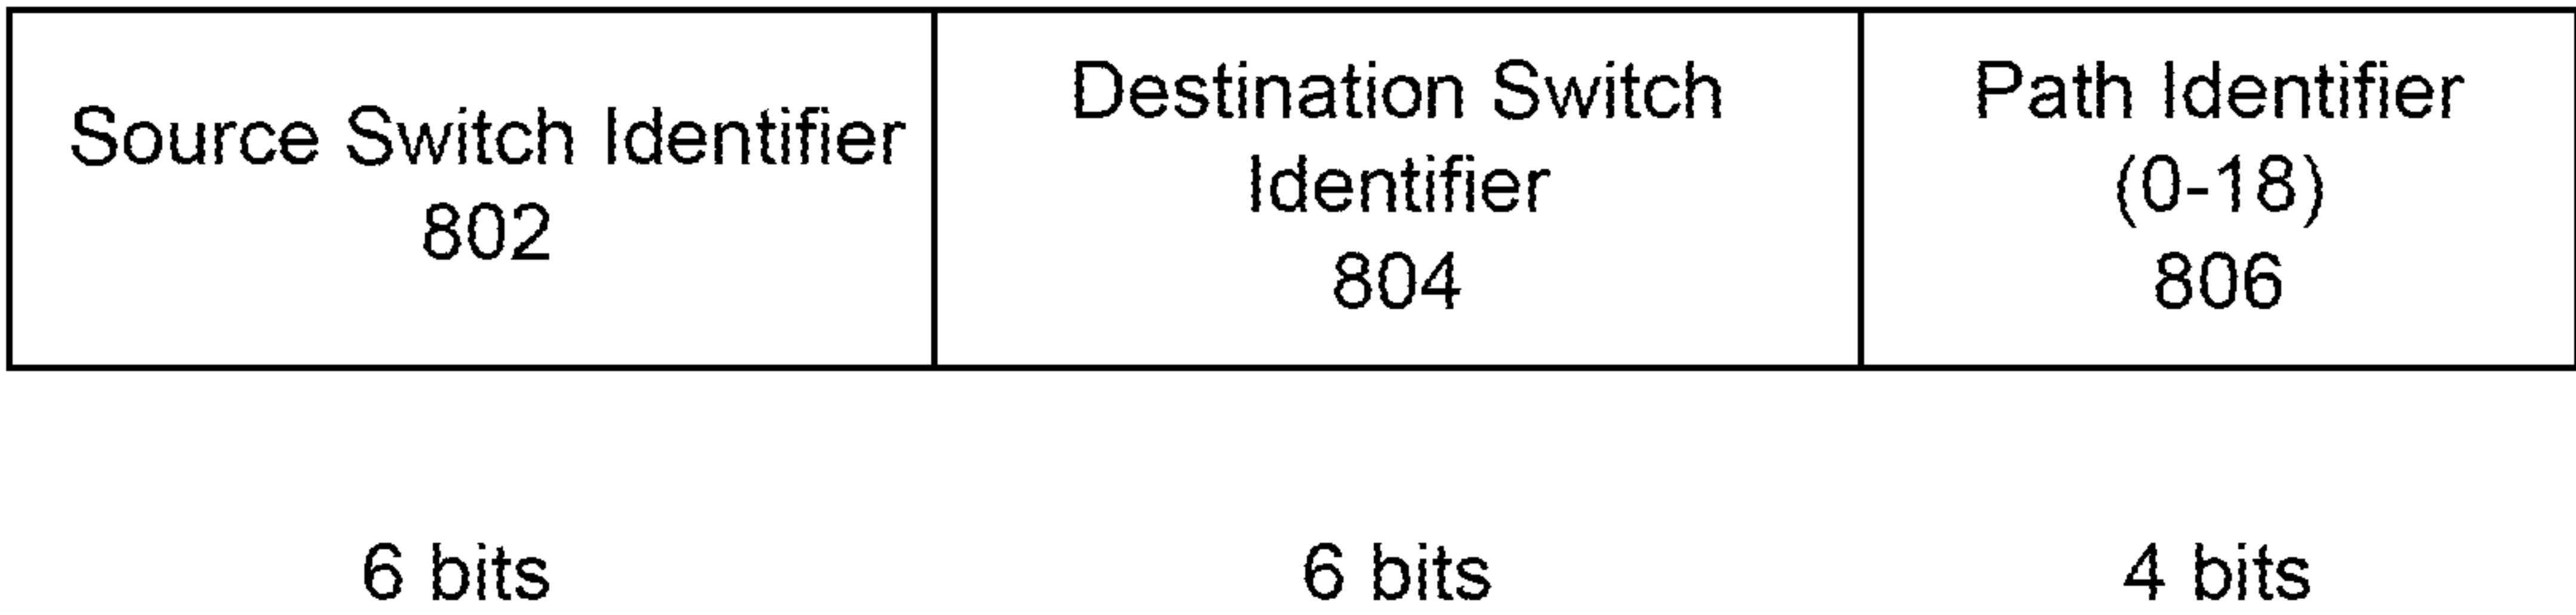 Source Switch Identifier
802
Destination Switch
Identifier
804
Path Identifier
(0-18)
806
6 bits
6 bits
4 bits